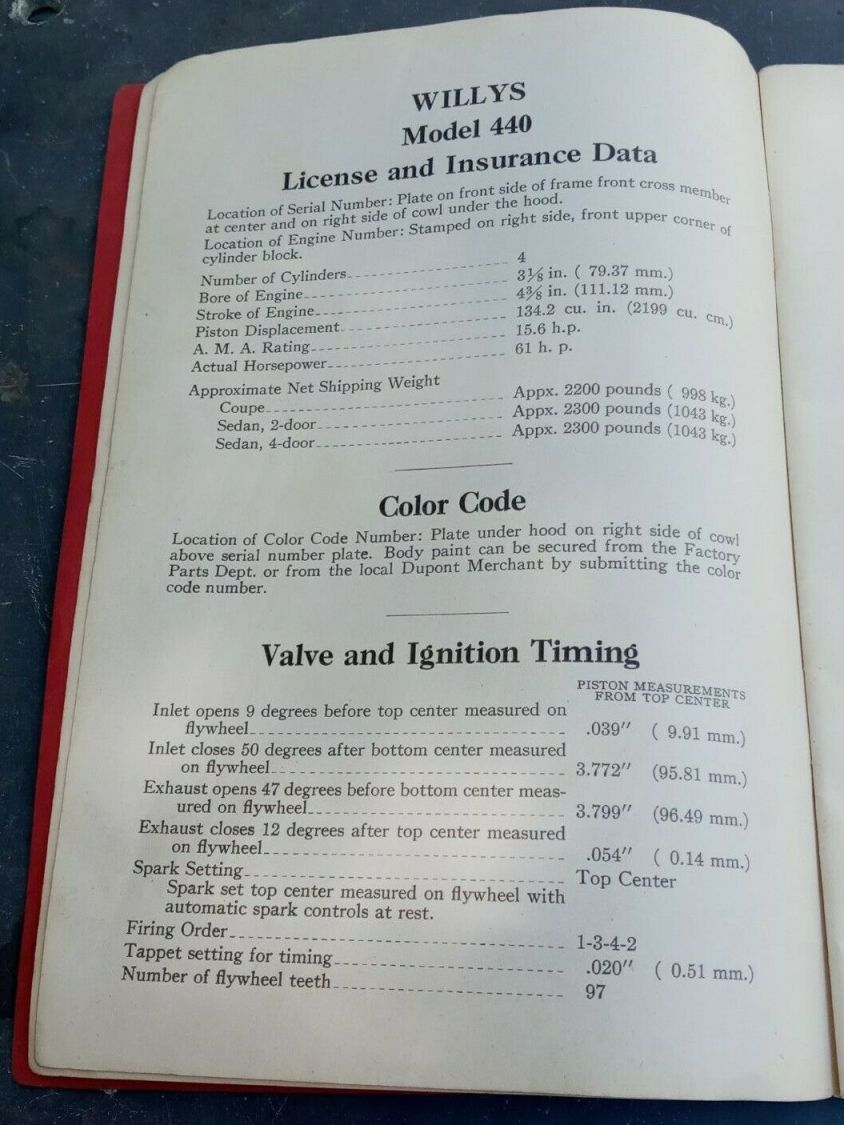 WILLYS
Model 440
License and Insurance Data
Location of Serial Number: Plate on front side of frame front cross member
at center and on right side of cowl under the hood.
Location of Engine Number: Stamped on right side, front upper corner of
cylinder block.
Number of Cylinders 4
Bore of Engine 3⅛ in. ( 79.37 mm.)
Stroke of Engine 4⅜ in. (111.12 mm.)
Piston Displacement 134.2 cu. in. (2199 cu. cm.)
A. M. A. Rating 15.6 h.p.
Actual Horsepower 61 h. p.
Approximate Net Shipping Weight
Coupe Appx. 2200 pounds ( 998 kg.)
Sedan, 2-door Appx. 2300 pounds (1043 kg.)
Sedan, 4-door Appx. 2300 pounds (1043 kg.)
Color Code
Location of Color Code Number: Plate under hood on right side of cowl
above serial number plate. Body paint can be secured from the Factory
Parts Dept. or from the local Dupont Merchant by submitting the color
code number.
Valve and Ignition Timing
PISTON MEASUREMENTS
FROM TOP CENTER
Inlet opens 9 degrees before top center measured on
flywheel .039″ ( 9.91 mm.)
Inlet closes 50 degrees after bottom center measured
on flywheel 3.772″ (95.81 mm.)
Exhaust opens 47 degrees before bottom center meas-
ured on flywheel 3.799″ (96.49 mm.)
Exhaust closes 12 degrees after top center measured
on flywheel .054″ ( 0.14 mm.)
Spark Setting Top Center
Spark set top center measured on flywheel with
automatic spark controls at rest.
Firing Order 1-3-4-2
Tappet setting for timing .020″ ( 0.51 mm.)
Number of flywheel teeth 97